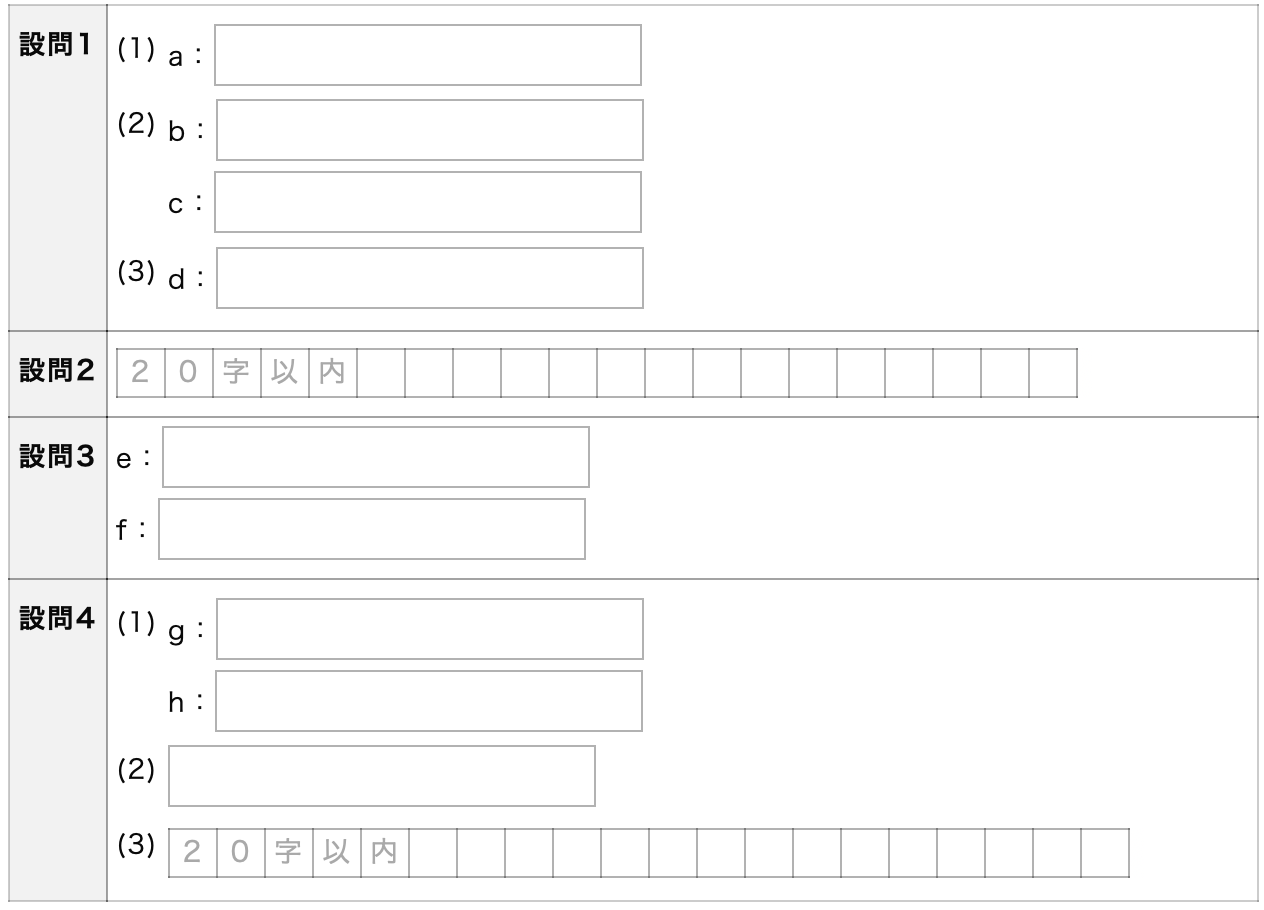 設問1 (1) a：
(2) b：
c：
(3) d：
設問2 20字以内
設問3 e：
f：
設問4 (1) g：
h：
(2)
(3) 20字以内